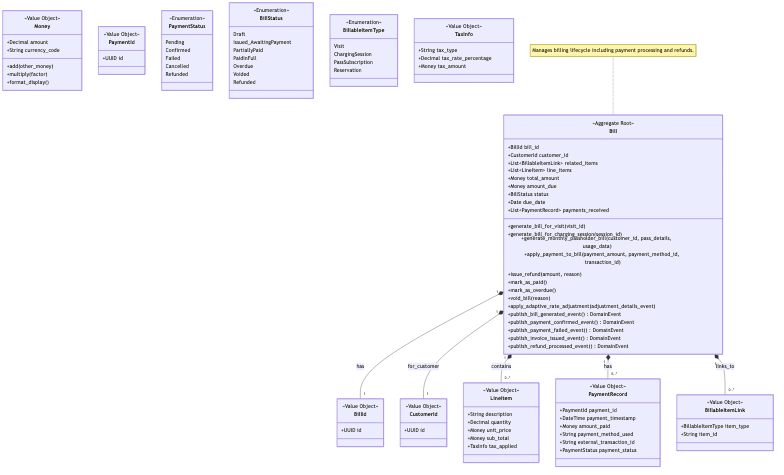 «Value Object»
Money
+Decimal amount
+String currency_code
+add(other_money)
+multiply(factor)
+format_display()
«Value Object»
PaymentId
+UUID id
«Enumeration»
PaymentStatus
Pending
Confirmed
Failed
Cancelled
Refunded
«Enumeration»
BillStatus
Draft
Issued_AwaitingPayment
PartiallyPaid
PaidInFull
Overdue
Voided
Refunded
«Enumeration»
BillableItemType
Visit
ChargingSession
PassSubscription
Reservation
«Value Object»
TaxInfo
+String tax_type
+Decimal tax_rate_percentage
+Money tax_amount
Manages billing lifecycle including payment processing and refunds.
«Aggregate Root»
Bill
+BillId bill_id
+CustomerId customer_id
+List<BillableItemLink> related_items
+List<LineItem> line_items
+Money total_amount
+Money amount_due
+BillStatus status
+Date due_date
+List<PaymentRecord> payments_received
+generate_bill_for_visit(visit_id)
+generate_bill_for_charging_session(session_id)
+generate_monthly_passholder_bill(customer_id, pass_details,
usage_data)
+apply_payment_to_bill(payment_amount, payment_method_id,
transaction_id)
+issue_refund(amount, reason)
+mark_as_paid()
+mark_as_overdue()
+void_bill(reason)
+apply_adaptive_rate_adjustment(adjustment_details_event)
+publish_bill_generated_event() : DomainEvent
+publish_payment_confirmed_event() : DomainEvent
+publish_payment_failed_event() : DomainEvent
+publish_invoice_issued_event() : DomainEvent
+publish_refund_processed_event() : DomainEvent
has
for_customer
contains
has
links_to
1
1
0..*
0..*
0..*
«Value Object»
BillId
+UUID id
«Value Object»
CustomerId
+UUID id
«Value Object»
LineItem
+String description
+Decimal quantity
+Money unit_price
+Money sub_total
+TaxInfo tax_applied
«Value Object»
PaymentRecord
+PaymentId payment_id
+DateTime payment_timestamp
+Money amount_paid
+String payment_method_used
+String external_transaction_id
+PaymentStatus payment_status
«Value Object»
BillableItemLink
+BillableItemType item_type
+String item_id